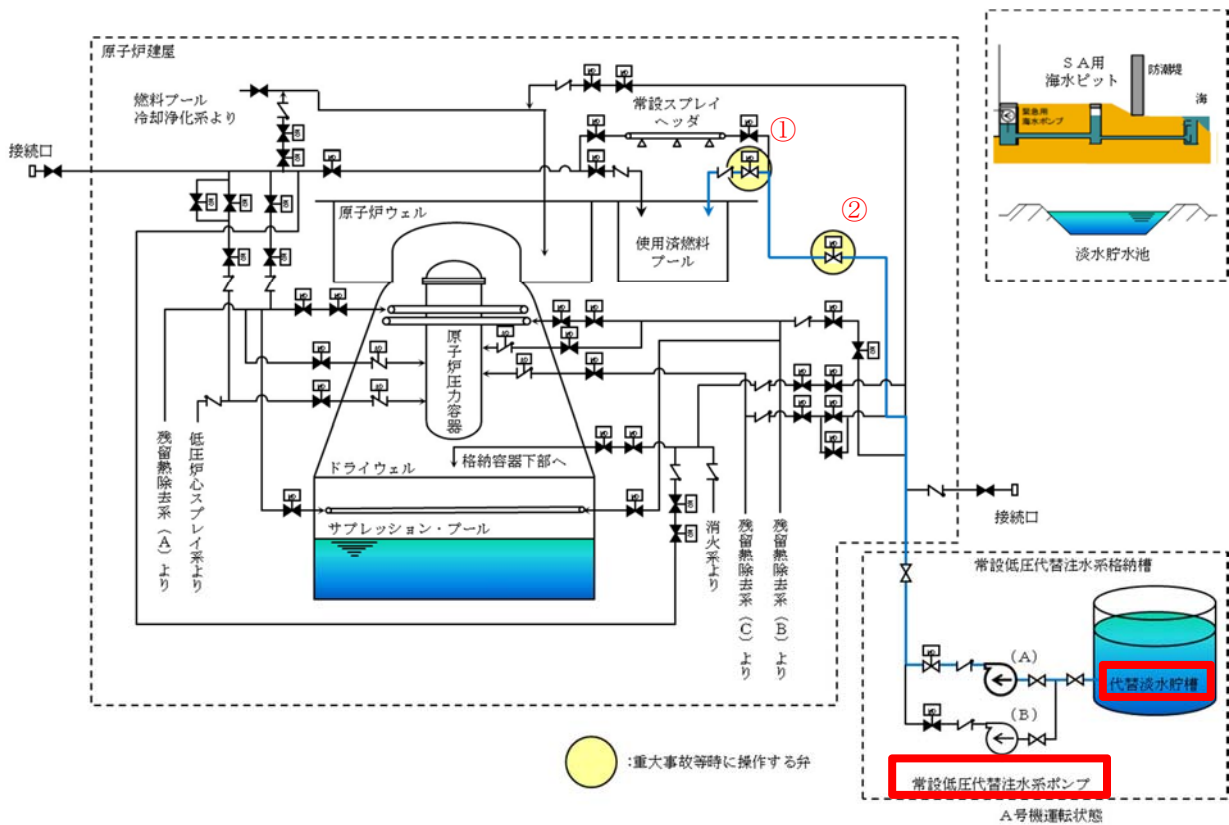 原子炉建屋
燃料プール
冷却浄化系より
接続口
常設スプレイ
ヘッダ
①
②
原子炉ウェル
使用済燃料
プール
原子炉圧力容器
ドライウェル
格納容器下部へ
サプレッション・プール
残留熱除去系(A)より
低圧炉心スプレイ系より
消火系より
残留熱除去系(C)より
残留熱除去系(B)より
接続口
SA用
海水ピット
防潮堤
海
緊急用
海水ポンプ
淡水貯水池
常設低圧代替注水系格納槽
(A)
代替淡水貯槽
(B)
常設低圧代替注水系ポンプ
A号機運転状態
:重大事故等時に操作する弁